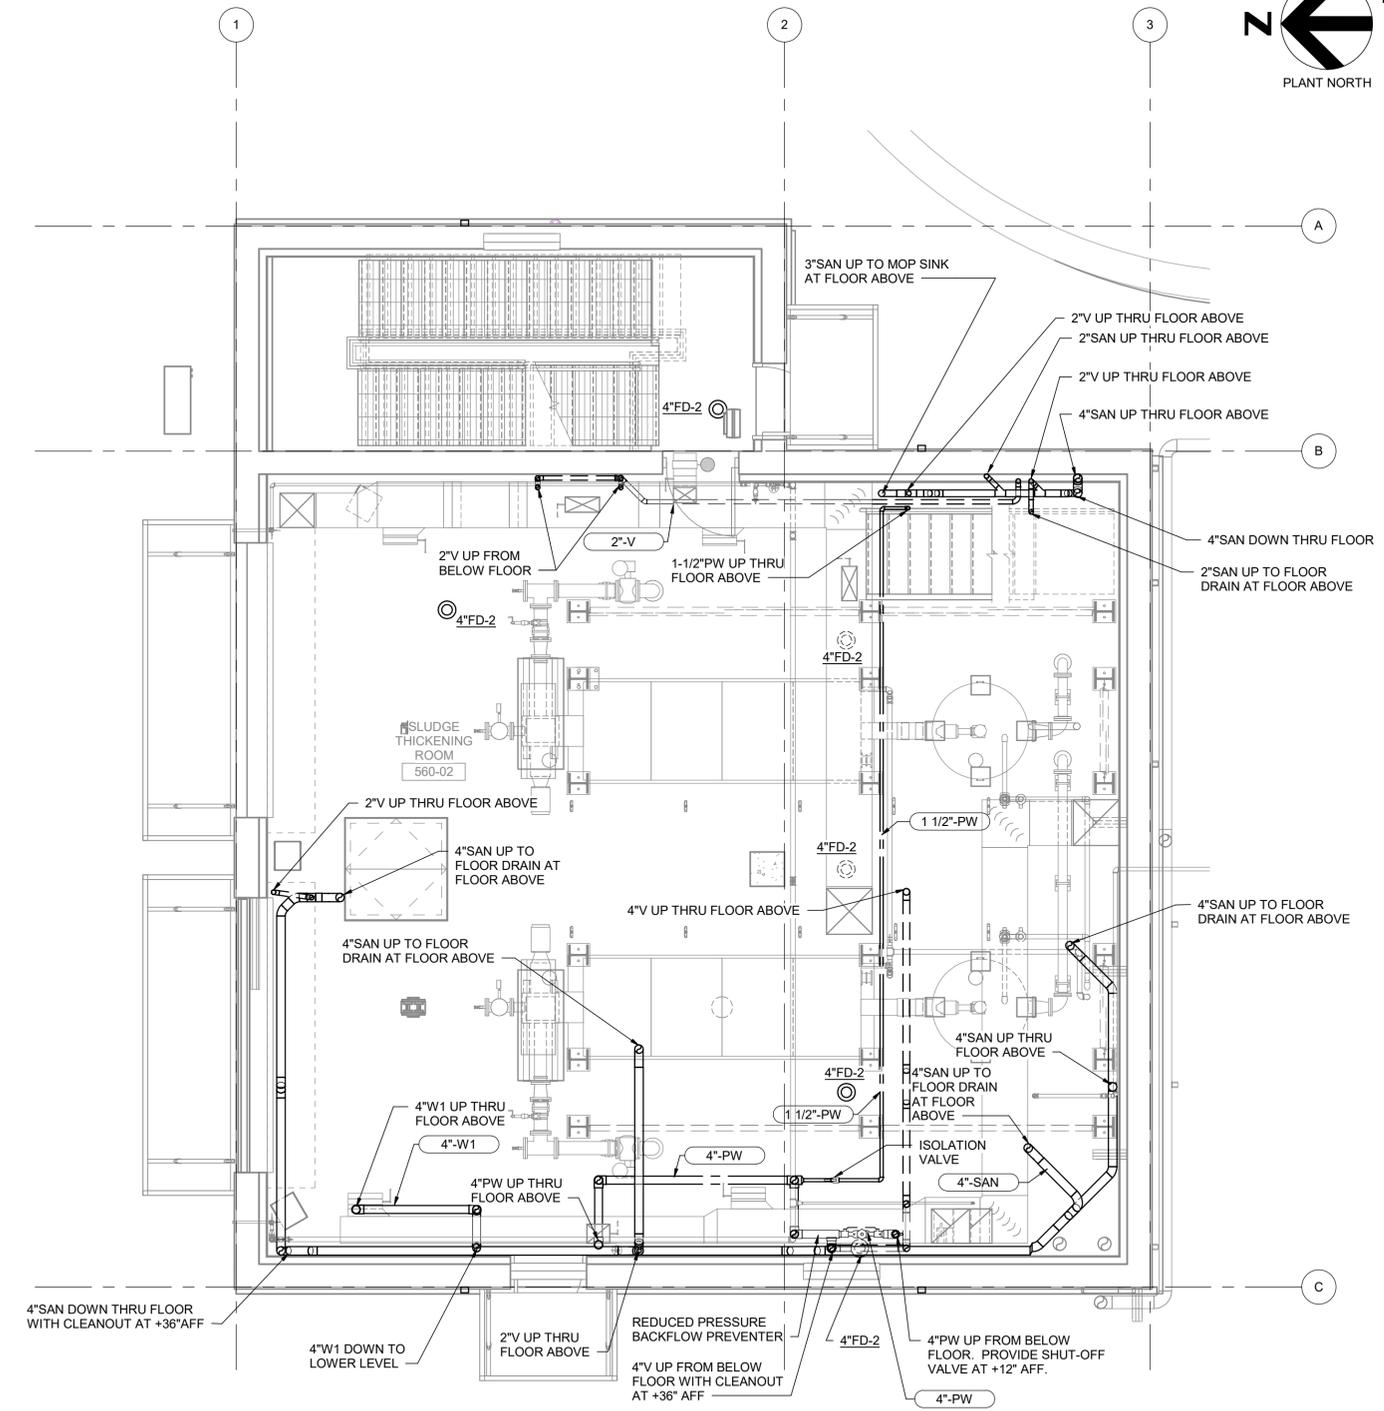 1
2
3
N
PLANT NORTH
A
3"SAN UP TO MOP SINK
AT FLOOR ABOVE
2"V UP THRU FLOOR ABOVE
2"SAN UP THRU FLOOR ABOVE
2"V UP THRU FLOOR ABOVE
4"FD-2
4"SAN UP THRU FLOOR ABOVE
B
2"-V
4"SAN DOWN THRU FLOOR
2"V UP FROM
BELOW FLOOR
1-1/2"PW UP THRU
FLOOR ABOVE
2"SAN UP TO FLOOR
DRAIN AT FLOOR ABOVE
4"FD-2
4"FD-2
SLUDGE
THICKENING
ROOM
560-02
2"V UP THRU FLOOR ABOVE
1 1/2"-PW
4"SAN UP TO
FLOOR DRAIN AT
FLOOR ABOVE
4"FD-2
4"V UP THRU FLOOR ABOVE
4"SAN UP TO FLOOR
DRAIN AT FLOOR ABOVE
4"SAN UP TO FLOOR
DRAIN AT FLOOR ABOVE
4"SAN UP THRU
FLOOR ABOVE
4"FD-2
4"SAN UP TO
FLOOR DRAIN
AT FLOOR
ABOVE
4"W1 UP THRU
FLOOR ABOVE
1 1/2"-PW
4"-W1
4"-PW
ISOLATION
VALVE
4"PW UP THRU
FLOOR ABOVE
4"-SAN
C
4"SAN DOWN THRU FLOOR
WITH CLEANOUT AT +36"AFF
4"W1 DOWN TO
LOWER LEVEL
2"V UP THRU
FLOOR ABOVE
REDUCED PRESSURE
BACKFLOW PREVENTER
4"FD-2
4"PW UP FROM BELOW
FLOOR. PROVIDE SHUT-OFF
VALVE AT +12" AFF.
4"V UP FROM BELOW
FLOOR WITH CLEANOUT
AT +36" AFF
4"-PW